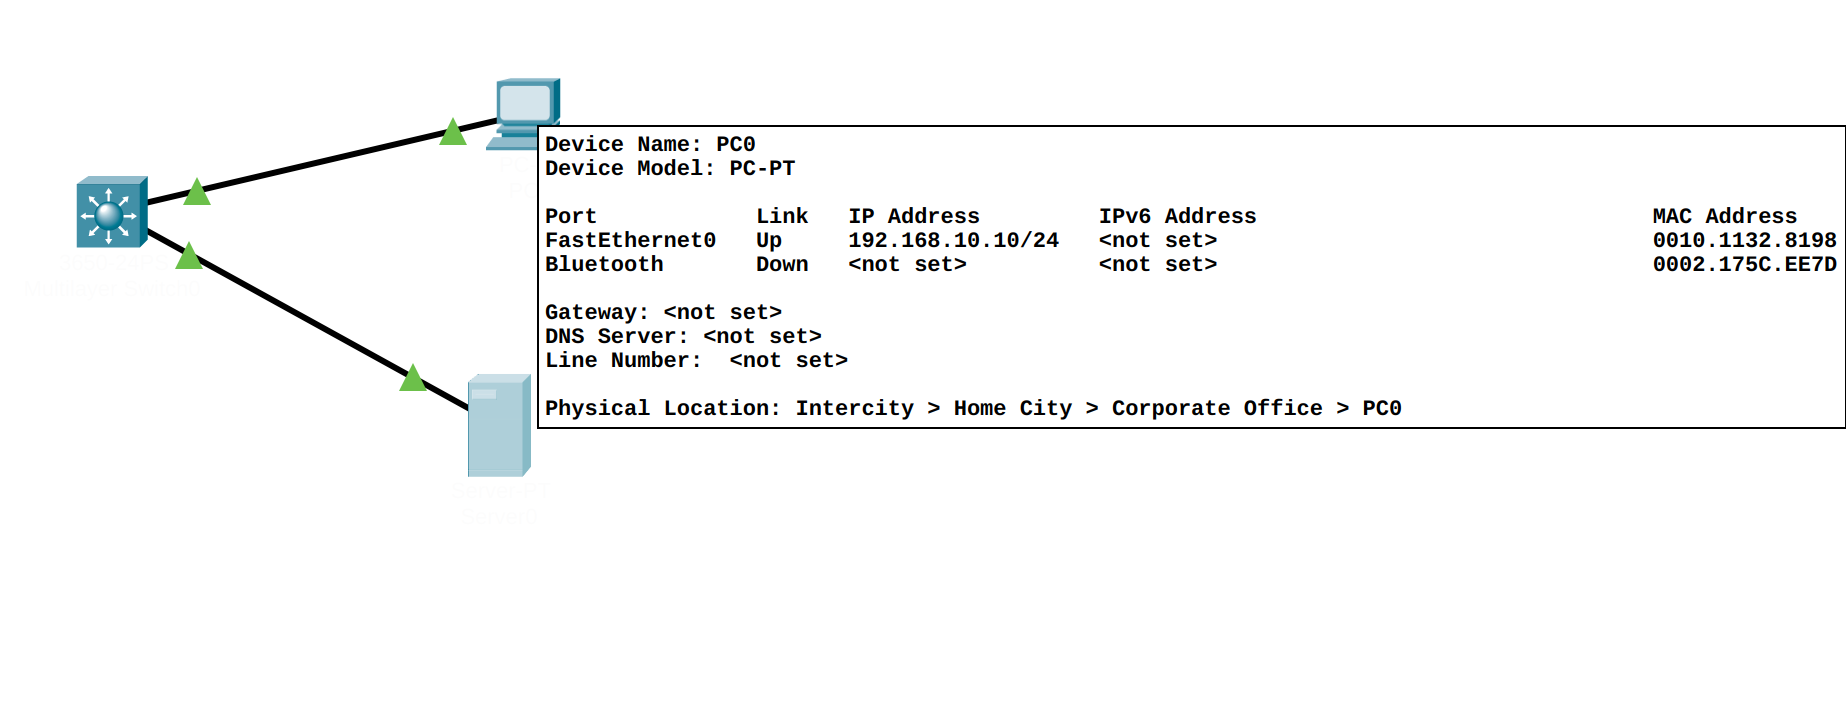 Device Name: PC0
Device Model: PC-PT
Port Link IP Address IPv6 Address MAC Address
FastEthernet0 Up 192.168.10.10/24 <not set> 0010.1132.8198
Bluetooth Down <not set> <not set> 0002.175C.EE7D
Gateway: <not set>
DNS Server: <not set>
Line Number: <not set>
Physical Location: Intercity > Home City > Corporate Office > PC0
Multilayer Switch0
Server-PT
Server0